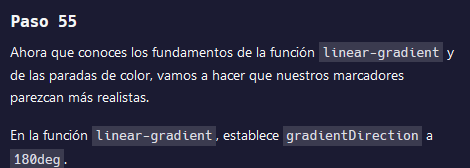 Paso 55
Ahora que conoces los fundamentos de la función linear-gradient y
de las paradas de color, vamos a hacer que nuestros marcadores
parezcan más realistas.
En la función linear-gradient, establece gradientDirection a
180deg.